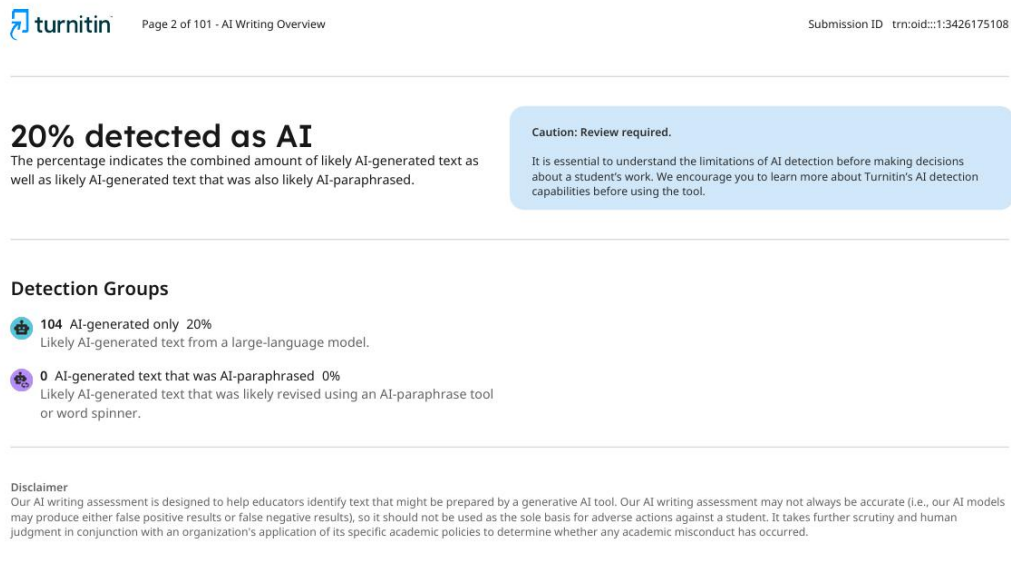 turnitin Page 2 of 101 - AI Writing Overview Submission ID trn:oid:::1:3426175108
20% detected as AI
The percentage indicates the combined amount of likely AI-generated text as
well as likely AI-generated text that was also likely AI-paraphrased.
Caution: Review required.
It is essential to understand the limitations of AI detection before making decisions
about a student's work. We encourage you to learn more about Turnitin's AI detection
capabilities before using the tool.
Detection Groups
104 AI-generated only 20%
Likely AI-generated text from a large-language model.
0 AI-generated text that was AI-paraphrased 0%
Likely AI-generated text that was likely revised using an AI-paraphrase tool
or word spinner.
Disclaimer
Our AI writing assessment is designed to help educators identify text that might be prepared by a generative AI tool. Our AI writing assessment may not always be accurate (i.e., our AI models
may produce either false positive results or false negative results), so it should not be used as the sole basis for adverse actions against a student. It takes further scrutiny and human
judgment in conjunction with an organization's application of its specific academic policies to determine whether any academic misconduct has occurred.